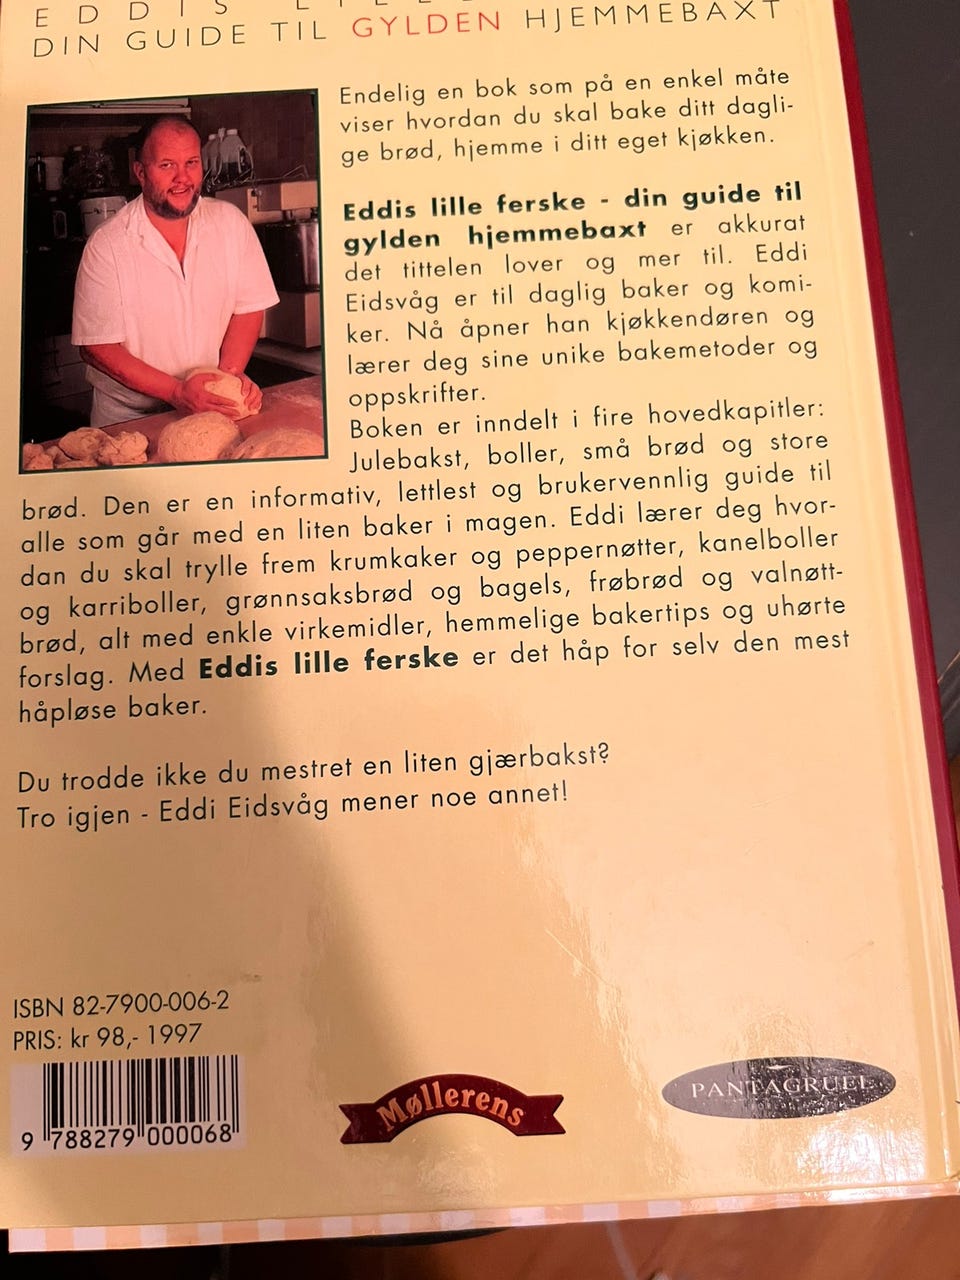 EDDIS
DIN GUIDE TIL GYLDEN HJEMMEBAXT
Endelig en bok som på en enkel måte
viser hvordan du skal bake ditt dagli-
ge brød, hjemme i ditt eget kjøkken.
Eddis lille ferske - din guide til
gylden hjemmebaxt er akkurat
det tittelen lover og mer til. Eddi
Eidsvåg er til daglig baker og komi-
ker. Nå åpner han kjøkkendøren og
lærer deg sine unike bakemetoder og
oppskrifter.
Boken er inndelt i fire hovedkapitler:
Julebakst, boller, små brød og store
brød. Den er en informativ, lettlest og brukervennlig guide til
alle som går med en liten baker i magen. Eddi lærer deg hvor-
dan du skal trylle frem krumkaker og peppernøtter, kanelboller
og karriboller, grønnsaksbrød og bagels, frøbrød og valnøtt-
brød, alt med enkle virkemidler, hemmelige bakertips og uhørte
forslag. Med Eddis lille ferske er det håp for selv den mest
håpløse baker.
Du trodde ikke du mestret en liten gjærbakst?
Tro igjen - Eddi Eidsvåg mener noe annet!
ISBN 82-7900-006-2
PRIS: kr 98,- 1997
9 788279 000068
Møllerens
PANTAGRUEL